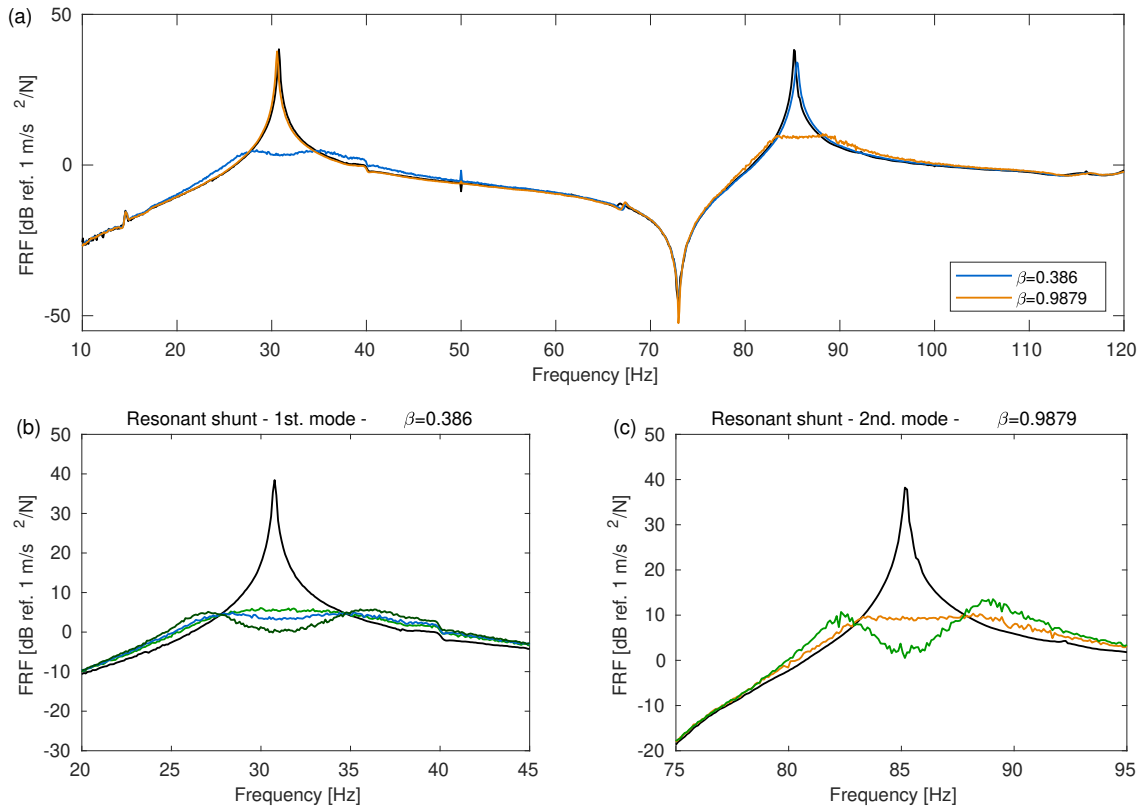 (a)
50
0
-50
FRF [dB ref. 1 m/s ²/N]
10 20 30 40 50 60 70 80 90 100 110 120
Frequency [Hz]
β=0.386
β=0.9879
(b)
Resonant shunt - 1st. mode - β=0.386
50
40
30
20
10
0
-10
-20
-30
FRF [dB ref. 1 m/s ²/N]
20 25 30 35 40 45
Frequency [Hz]
(c)
Resonant shunt - 2nd. mode - β=0.9879
50
40
30
20
10
0
-10
-20
FRF [dB ref. 1 m/s ²/N]
75 80 85 90 95
Frequency [Hz]